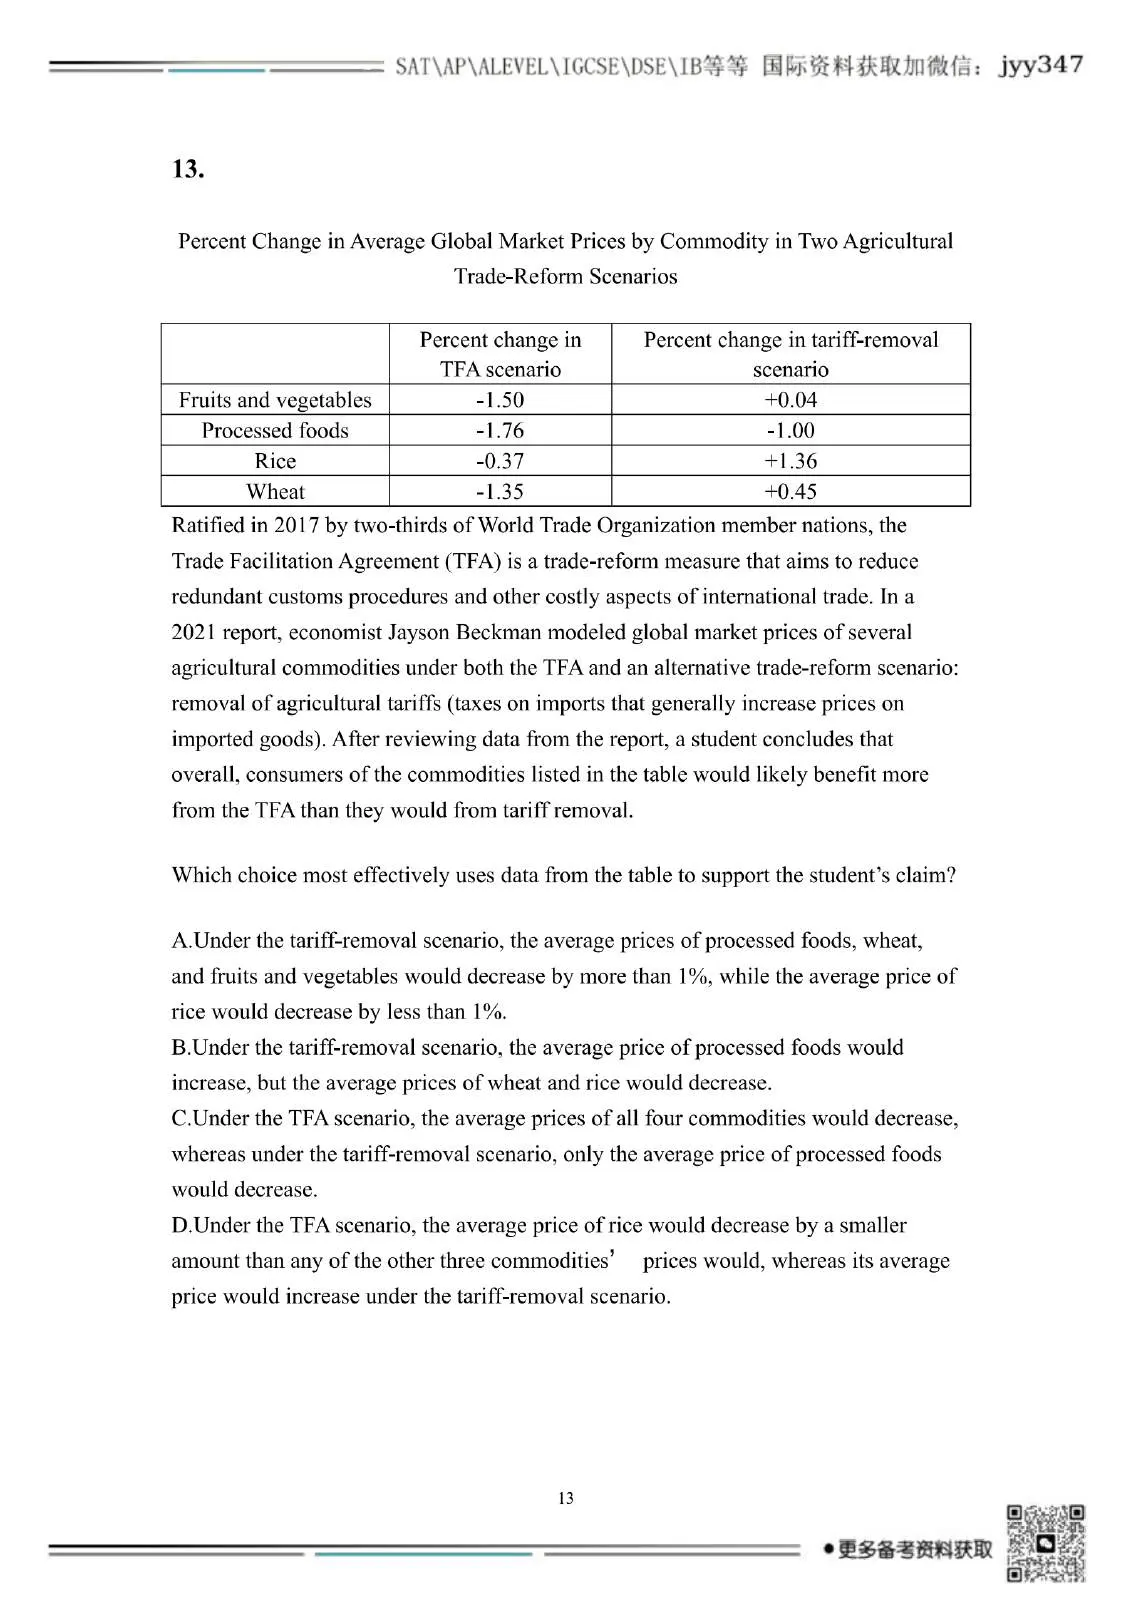 SAT\AP\ALEVEL\IGCSE\DSE\IB等等 国际资料获取加微信： jyy347
13.
Percent Change in Average Global Market Prices by Commodity in Two Agricultural
Trade-Reform Scenarios
Percent change in TFA scenario Percent change in tariff-removal scenario
Fruits and vegetables -1.50 +0.04
Processed foods -1.76 -1.00
Rice -0.37 +1.36
Wheat -1.35 +0.45
Ratified in 2017 by two-thirds of World Trade Organization member nations, the
Trade Facilitation Agreement (TFA) is a trade-reform measure that aims to reduce
redundant customs procedures and other costly aspects of international trade. In a
2021 report, economist Jayson Beckman modeled global market prices of several
agricultural commodities under both the TFA and an alternative trade-reform scenario:
removal of agricultural tariffs (taxes on imports that generally increase prices on
imported goods). After reviewing data from the report, a student concludes that
overall, consumers of the commodities listed in the table would likely benefit more
from the TFA than they would from tariff removal.
Which choice most effectively uses data from the table to support the student's claim?
A.Under the tariff-removal scenario, the average prices of processed foods, wheat,
and fruits and vegetables would decrease by more than 1%, while the average price of
rice would decrease by less than 1%.
B.Under the tariff-removal scenario, the average price of processed foods would
increase, but the average prices of wheat and rice would decrease.
C.Under the TFA scenario, the average prices of all four commodities would decrease,
whereas under the tariff-removal scenario, only the average price of processed foods
would decrease.
D.Under the TFA scenario, the average price of rice would decrease by a smaller
amount than any of the other three commodities’ prices would, whereas its average
price would increase under the tariff-removal scenario.
13
●更多备考资料获取